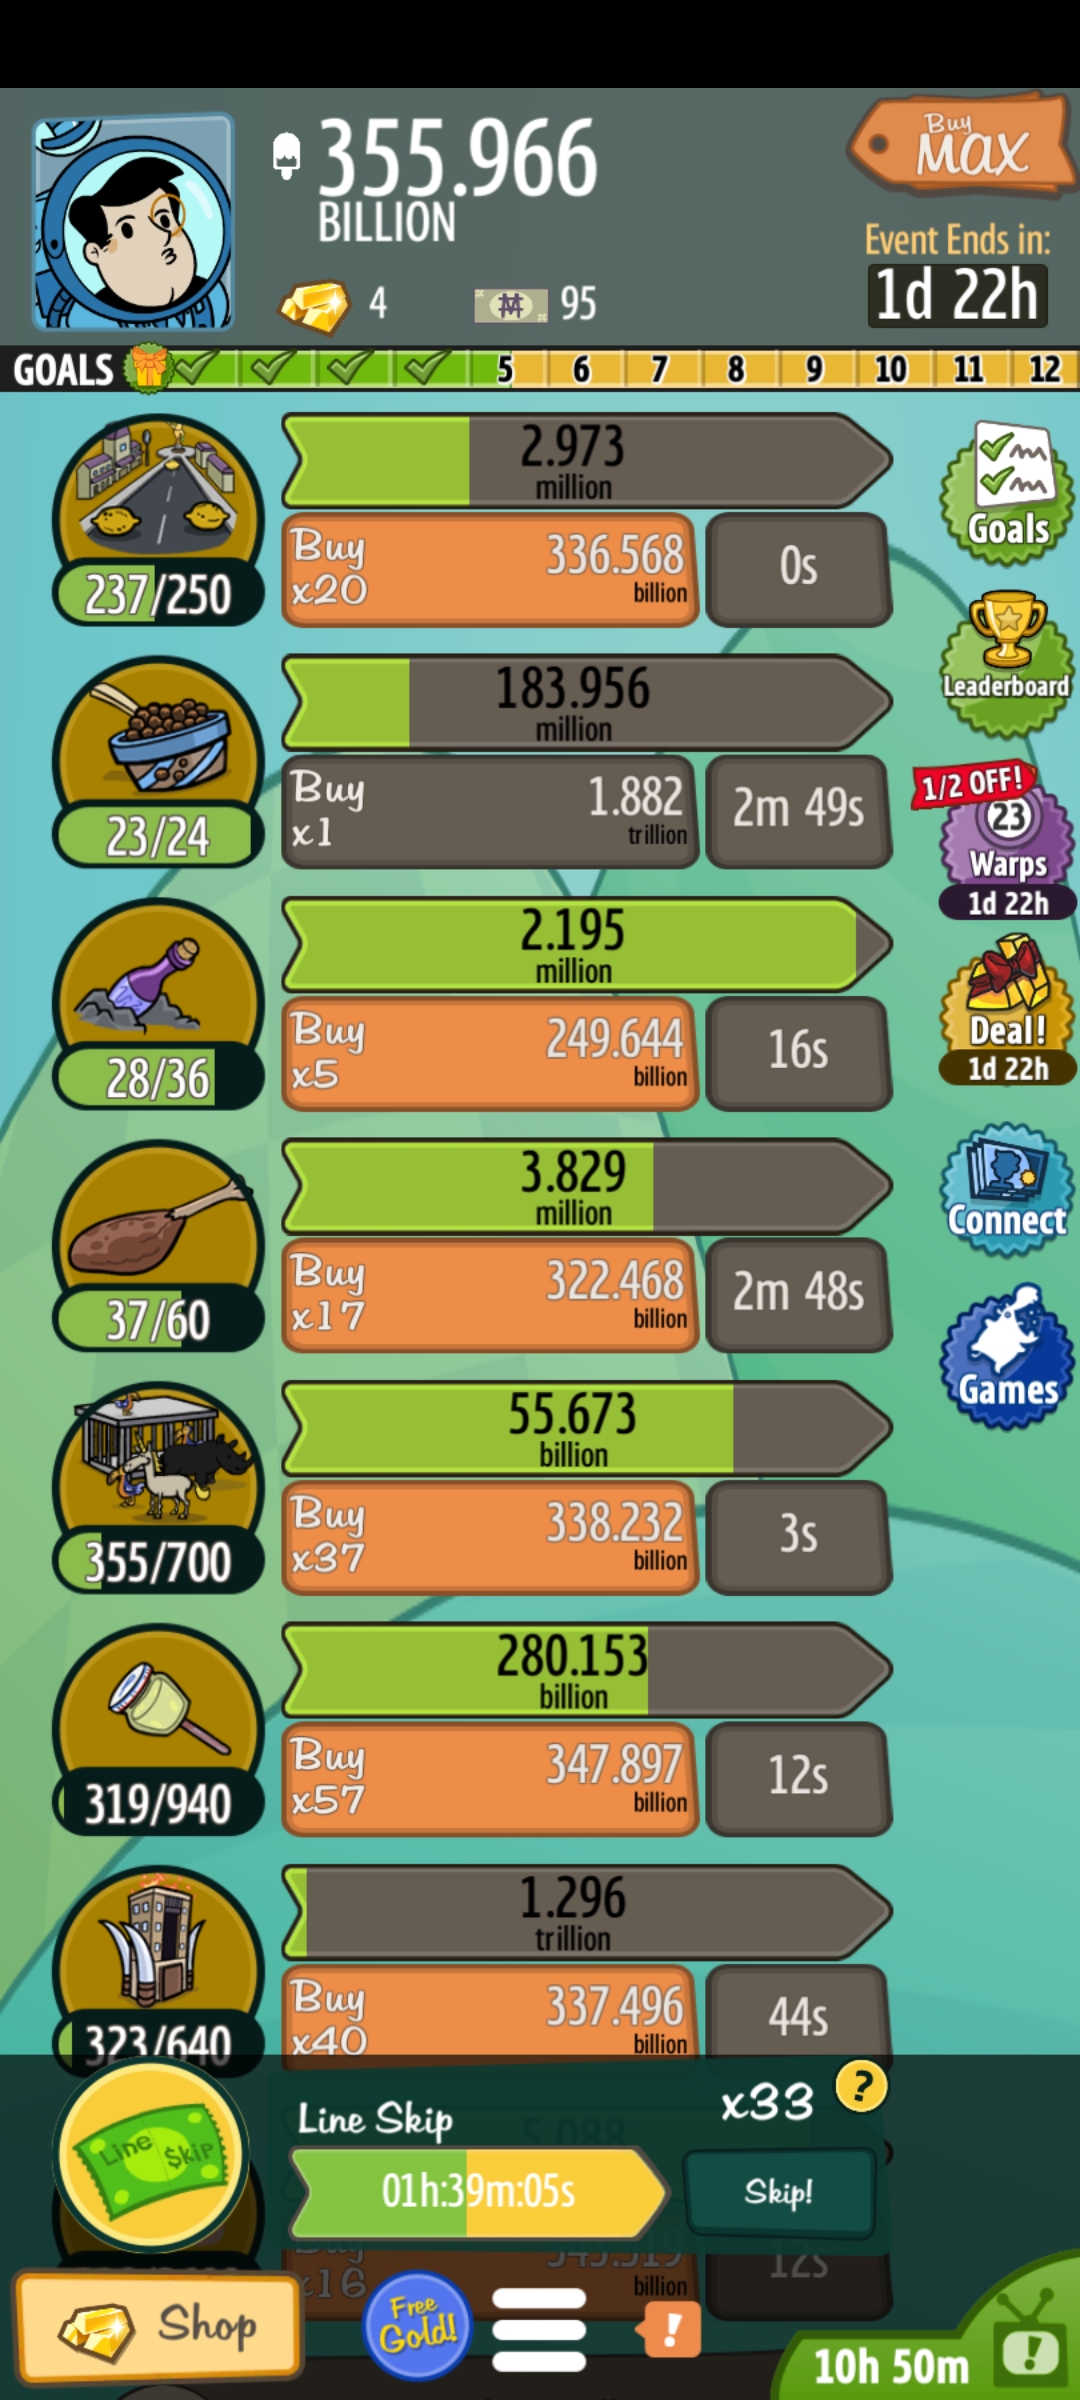 355.966
BILLION
Buy
MAX
Event Ends in:
1d 22h
4
95
GOALS
5
6
7
8
9
10
11
12
2.973
million
Buy
x20
336.568
billion
0s
237/250
Goals
183.956
million
Buy
x1
1.882
trillion
2m 49s
23/24
Leaderboard
1/2 OFF!
23
Warps
1d 22h
2.195
million
Buy
x5
249.644
billion
16s
28/36
Deal!
1d 22h
3.829
million
Buy
x17
322.468
billion
2m 48s
37/60
Connect
Games
55.673
billion
Buy
x37
338.232
billion
3s
355/700
280.153
billion
Buy
x57
347.897
billion
12s
319/940
1.296
trillion
Buy
x40
337.496
billion
44s
323/640
Line Skip
x33
?
5.088
Line $kip
01h:39m:05s
Skip!
Buy
x16
billion
12s
Shop
Free
Gold!
!
10h 50m
!